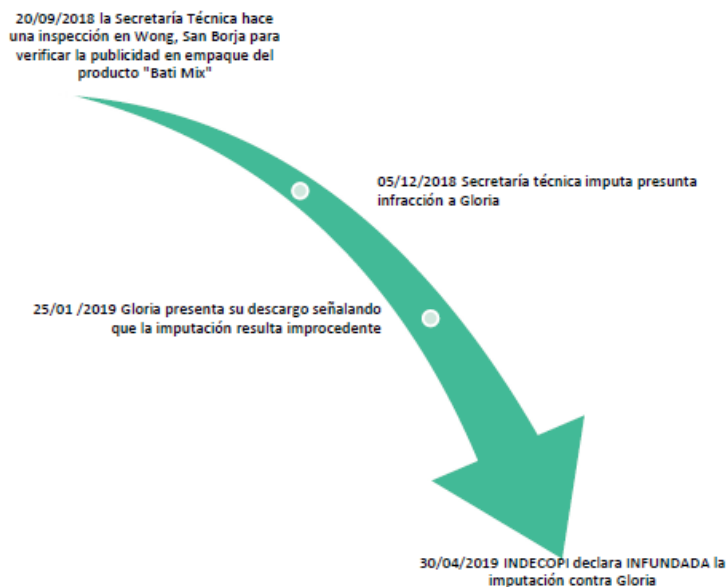 20/09/2018 la Secretaría Técnica hace
una inspección en Wong, San Borja para
verificar la publicidad en empaque del
producto "Bati Mix"
05/12/2018 Secretaría técnica imputa presunta
infracción a Gloria
25/01 /2019 Gloria presenta su descargo señalando
que la imputación resulta improcedente
30/04/2019 INDECOPI declara INFUNDADA la
imputación contra Gloria